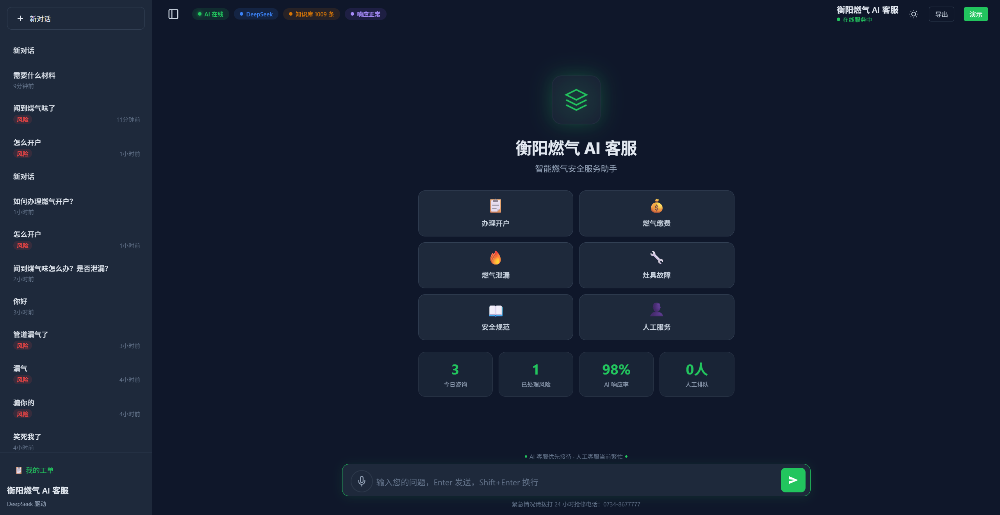 新对话
新对话
需要什么材料
9分钟前
闻到煤气味了
风险 11分钟前
怎么开户
风险 1小时前
新对话
如何办理燃气开户？
1小时前
怎么开户
风险 1小时前
闻到煤气味怎么办？是否泄漏？
2小时前
你好
3小时前
管道漏气了
风险 3小时前
漏气
风险 4小时前
骗你的
风险 4小时前
笑死我了
4小时前
我的工单
衡阳燃气 AI 客服
DeepSeek 驱动
AI 在线 DeepSeek 知识库 1009 条 响应正常
衡阳燃气 AI 客服
在线服务中
导出 演示
衡阳燃气 AI 客服
智能燃气安全服务助手
办理开户 燃气缴费
燃气泄漏 灶具故障
安全规范 人工服务
3 1 98% 0人
今日咨询 已处理风险 AI 响应率 人工排队
AI 客服优先接待 · 人工客服当前繁忙
输入您的问题，Enter 发送，Shift+Enter 换行
紧急情况请拨打 24 小时抢修电话：0734-8677777